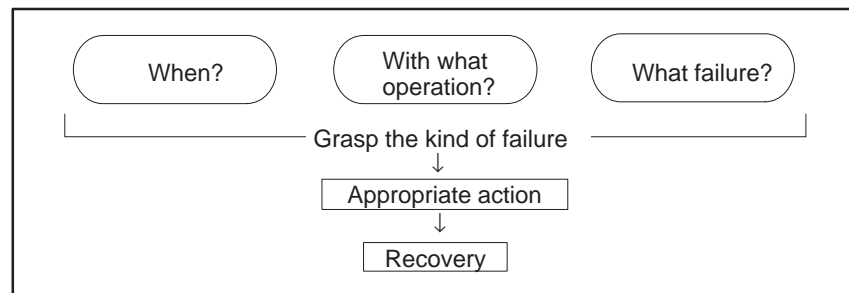 When?
With what
operation?
What failure?
Grasp the kind of failure
Appropriate action
Recovery